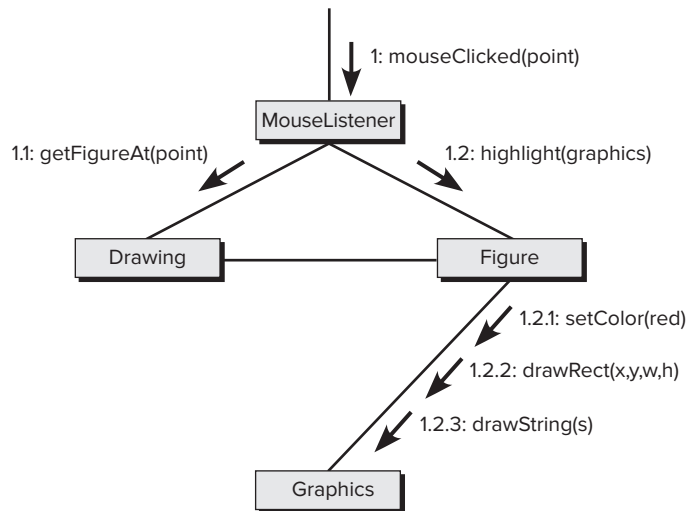 1: mouseClicked(point)
MouseListener
1.1: getFigureAt(point)
1.2: highlight(graphics)
Drawing
Figure
1.2.1: setColor(red)
1.2.2: drawRect(x,y,w,h)
1.2.3: drawString(s)
Graphics